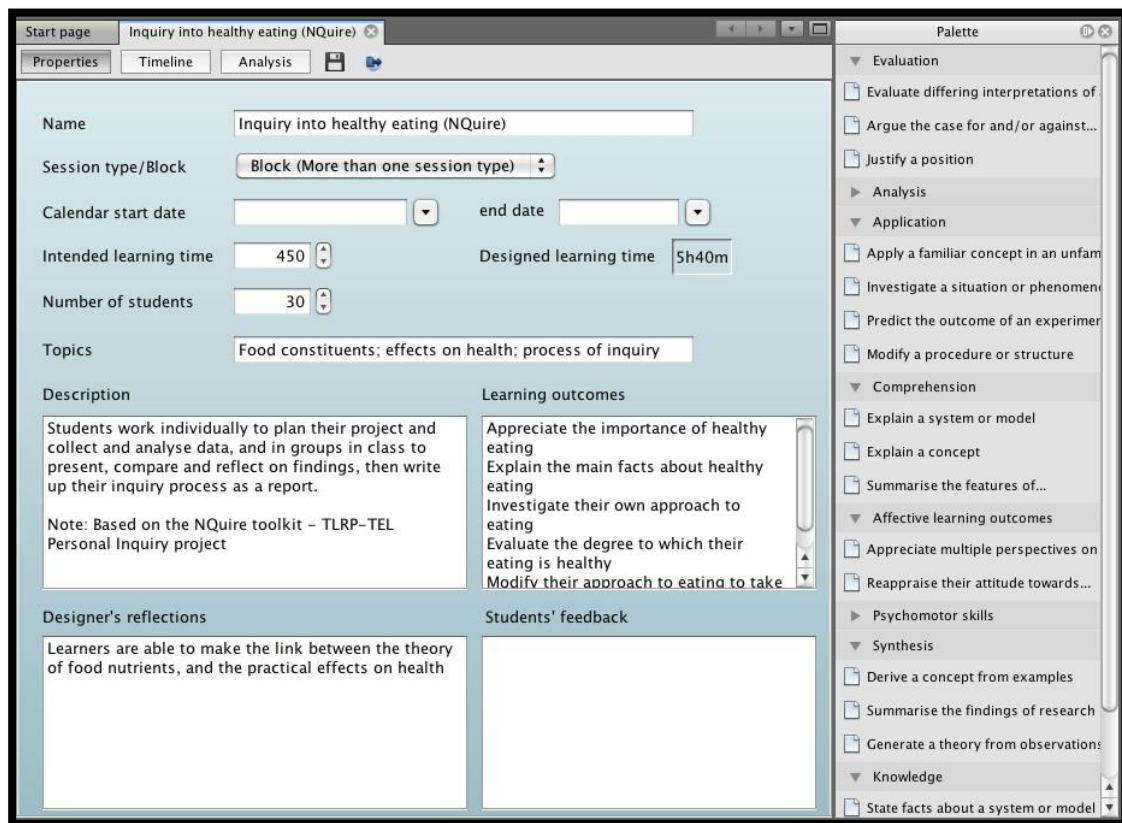 Start page
Inquiry into healthy eating (NQuire)
Properties
Timeline
Analysis
Name
Inquiry into healthy eating (NQuire)
Session type/Block
Block (More than one session type)
Calendar start date
end date
Intended learning time
450
Designed learning time
5h40m
Number of students
30
Topics
Food constituents; effects on health; process of inquiry
Description
Students work individually to plan their project and
collect and analyse data, and in groups in class to
present, compare and reflect on findings, then write
up their inquiry process as a report.
Note: Based on the NQuire toolkit – TLRP-TEL
Personal Inquiry project
Learning outcomes
Appreciate the importance of healthy
eating
Explain the main facts about healthy
eating
Investigate their own approach to
eating
Evaluate the degree to which their
eating is healthy
Modify their approach to eating to take
Designer's reflections
Learners are able to make the link between the theory
of food nutrients, and the practical effects on health
Students' feedback
Palette
Evaluation
Evaluate differing interpretations of
Argue the case for and/or against...
Justify a position
Analysis
Application
Apply a familiar concept in an unfam
Investigate a situation or phenomen
Predict the outcome of an experimer
Modify a procedure or structure
Comprehension
Explain a system or model
Explain a concept
Summarise the features of...
Affective learning outcomes
Appreciate multiple perspectives on
Reappraise their attitude towards...
Psychomotor skills
Synthesis
Derive a concept from examples
Summarise the findings of research
Generate a theory from observations
Knowledge
State facts about a system or model